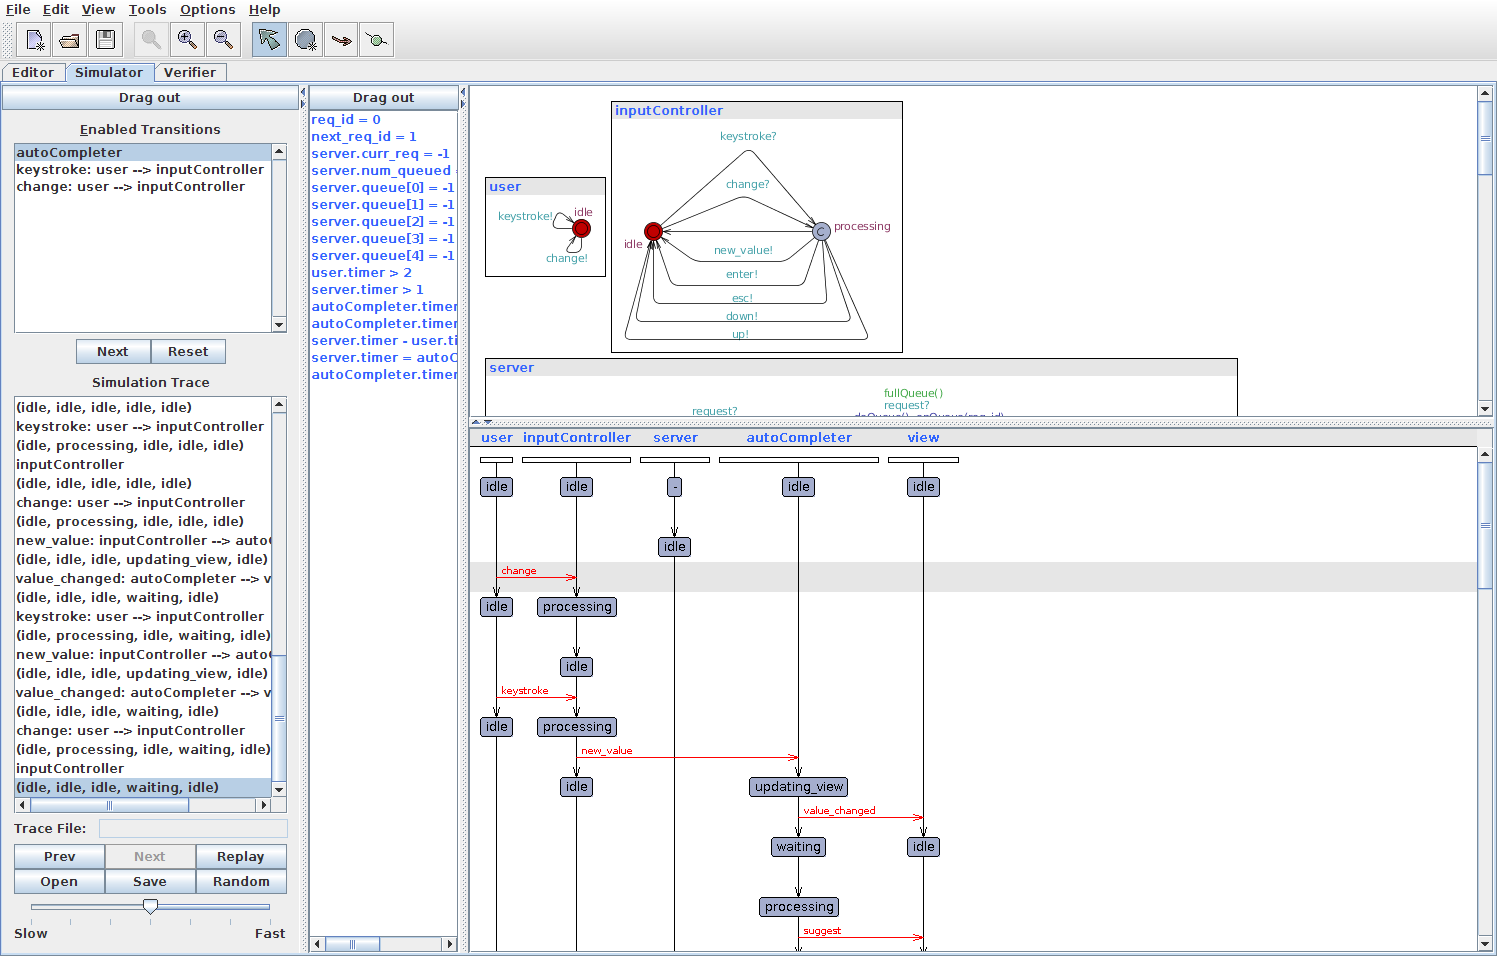 File Edit View Tools Options Help
Editor Simulator Verifier
Drag out
Enabled Transitions
autoCompleter
keystroke: user --> inputController
change: user --> inputController
Next Reset
Simulation Trace
(idle, idle, idle, idle, idle)
keystroke: user --> inputController
(idle, processing, idle, idle, idle)
inputController
(idle, idle, idle, idle, idle)
change: user --> inputController
(idle, processing, idle, idle, idle)
new_value: inputController --> auto
(idle, idle, idle, updating_view, idle)
value_changed: autoCompleter --> v
(idle, idle, idle, waiting, idle)
keystroke: user --> inputController
(idle, processing, idle, waiting, idle)
new_value: inputController --> auto
(idle, idle, idle, updating_view, idle)
value_changed: autoCompleter --> v
(idle, idle, idle, waiting, idle)
change: user --> inputController
(idle, processing, idle, waiting, idle)
inputController
(idle, idle, idle, waiting, idle)
Trace File:
Prev Next Replay
Open Save Random
Slow Fast
Drag out
req_id = 0
next_req_id = 1
server.curr_req = -1
server.num_queued
server.queue[0] = -1
server.queue[1] = -1
server.queue[2] = -1
server.queue[3] = -1
server.queue[4] = -1
user.timer > 2
server.timer > 1
autoCompleter.timer
autoCompleter.timer
server.timer - user.ti
server.timer = autoC
autoCompleter.timer
user
keystroke!
idle
change!
inputController
keystroke?
change?
idle
C
processing
new_value!
enter!
esc!
down!
up!
server
fullQueue()
request?
request?
user inputController server autoCompleter view
idle idle - idle idle
idle
change
idle processing
idle
keystroke
idle processing
new_value
idle updating_view
value_changed
waiting idle
processing
suggest